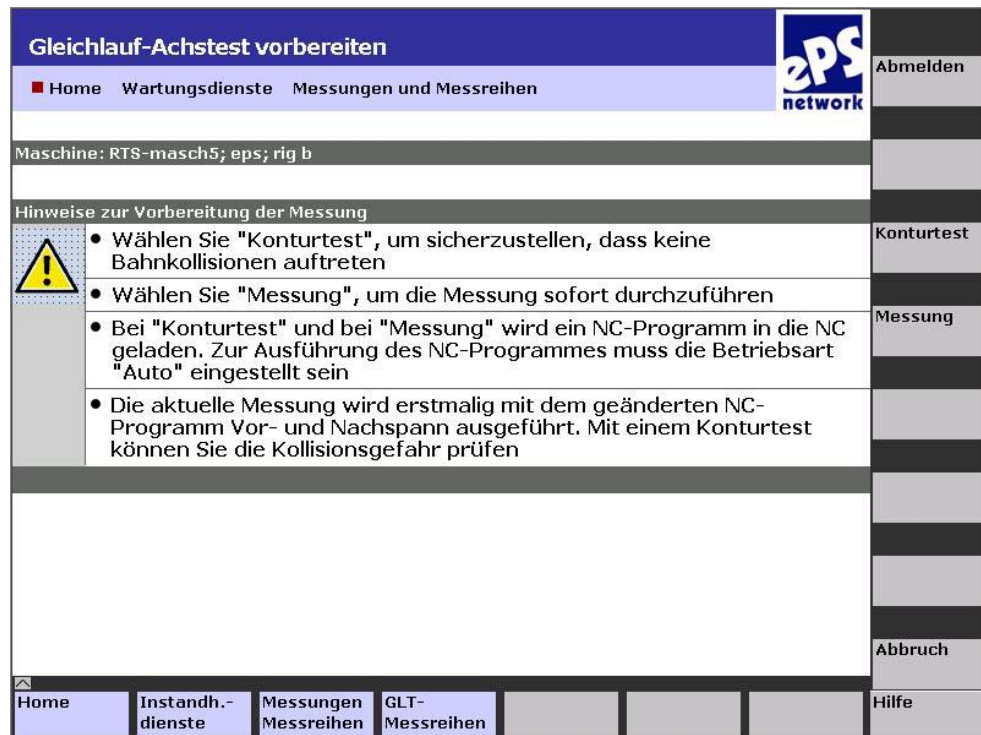 Gleichlauf-Achstest vorbereiten
ePS
network
Home Wartungsdienste Messungen und Messreihen
Maschine: RTS-masch5; eps; rig b
Hinweise zur Vorbereitung der Messung
• Wählen Sie "Konturtest", um sicherzustellen, dass keine
Bahnkollisionen auftreten
• Wählen Sie "Messung", um die Messung sofort durchzuführen
• Bei "Konturtest" und bei "Messung" wird ein NC-Programm in die NC
geladen. Zur Ausführung des NC-Programmes muss die Betriebsart
"Auto" eingestellt sein
• Die aktuelle Messung wird erstmalig mit dem geänderten NC-
Programm Vor- und Nachspann ausgeführt. Mit einem Konturtest
können Sie die Kollisionsgefahr prüfen
Abmelden
Konturtest
Messung
Abbruch
Home
Instandh.-
dienste
Messungen
Messreihen
GLT-
Messreihen
Hilfe